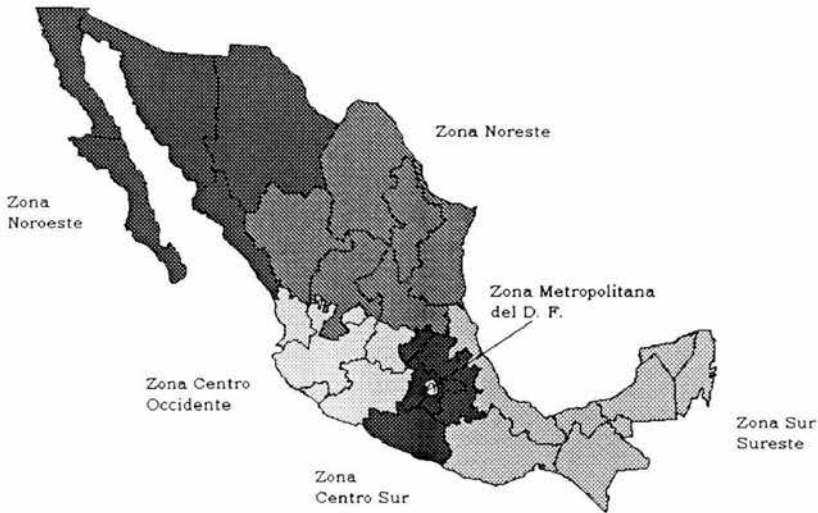 Zona Noreste
Zona
Noroeste
Zona Metropolitana
del D. F.
Zona Centro
Occidente
Zona Sur
Sureste
Zona
Centro Sur